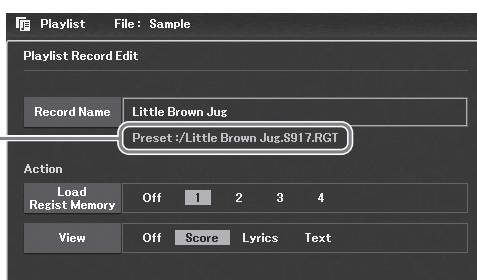 Playlist File: Sample
Playlist Record Edit
Record Name Little Brown Jug
Preset:/Little Brown Jug.S917.RGT
Action
Load Regist Memory Off 1 2 3 4
View Off Score Lyrics Text